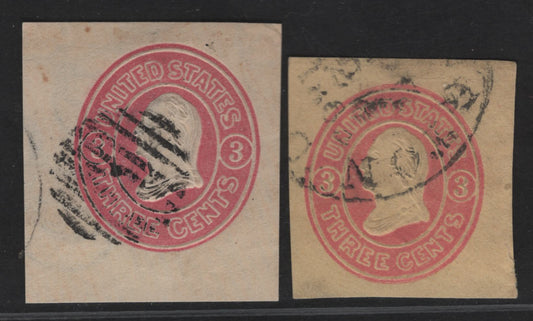 UNITED STATES
3 3
THREE CENTS
UNITED STATES
3 3
THREE CENTS